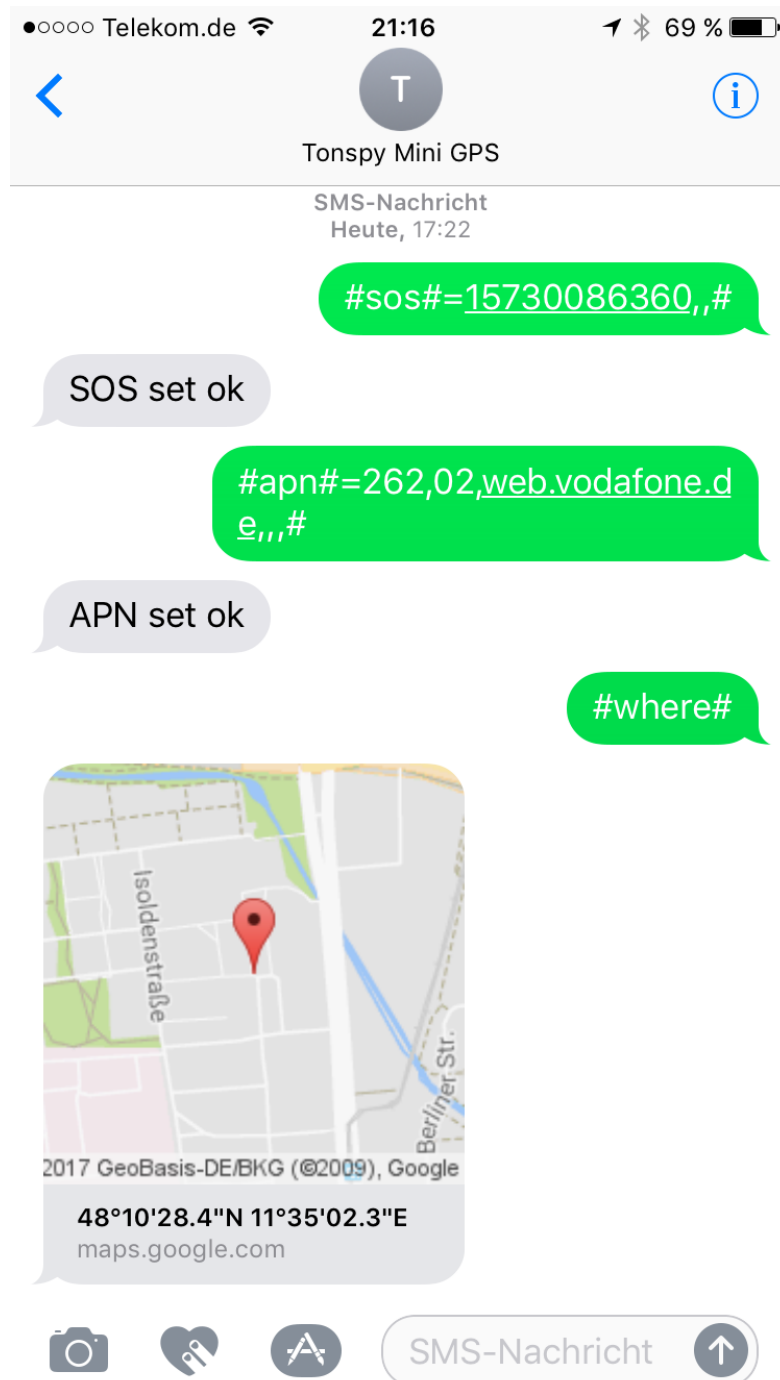 Telekom.de 21:16 69 %
T
Tonspy Mini GPS
SMS-Nachricht
Heute, 17:22
#sos#=15730086360,,#
SOS set ok
#apn#=262,02,web.vodafone.d
e,,,#
APN set ok
#where#
Isoldenstraße
Berliner Str.
2017 GeoBasis-DE/BKG (©2009), Google
48°10'28.4"N 11°35'02.3"E
maps.google.com
SMS-Nachricht